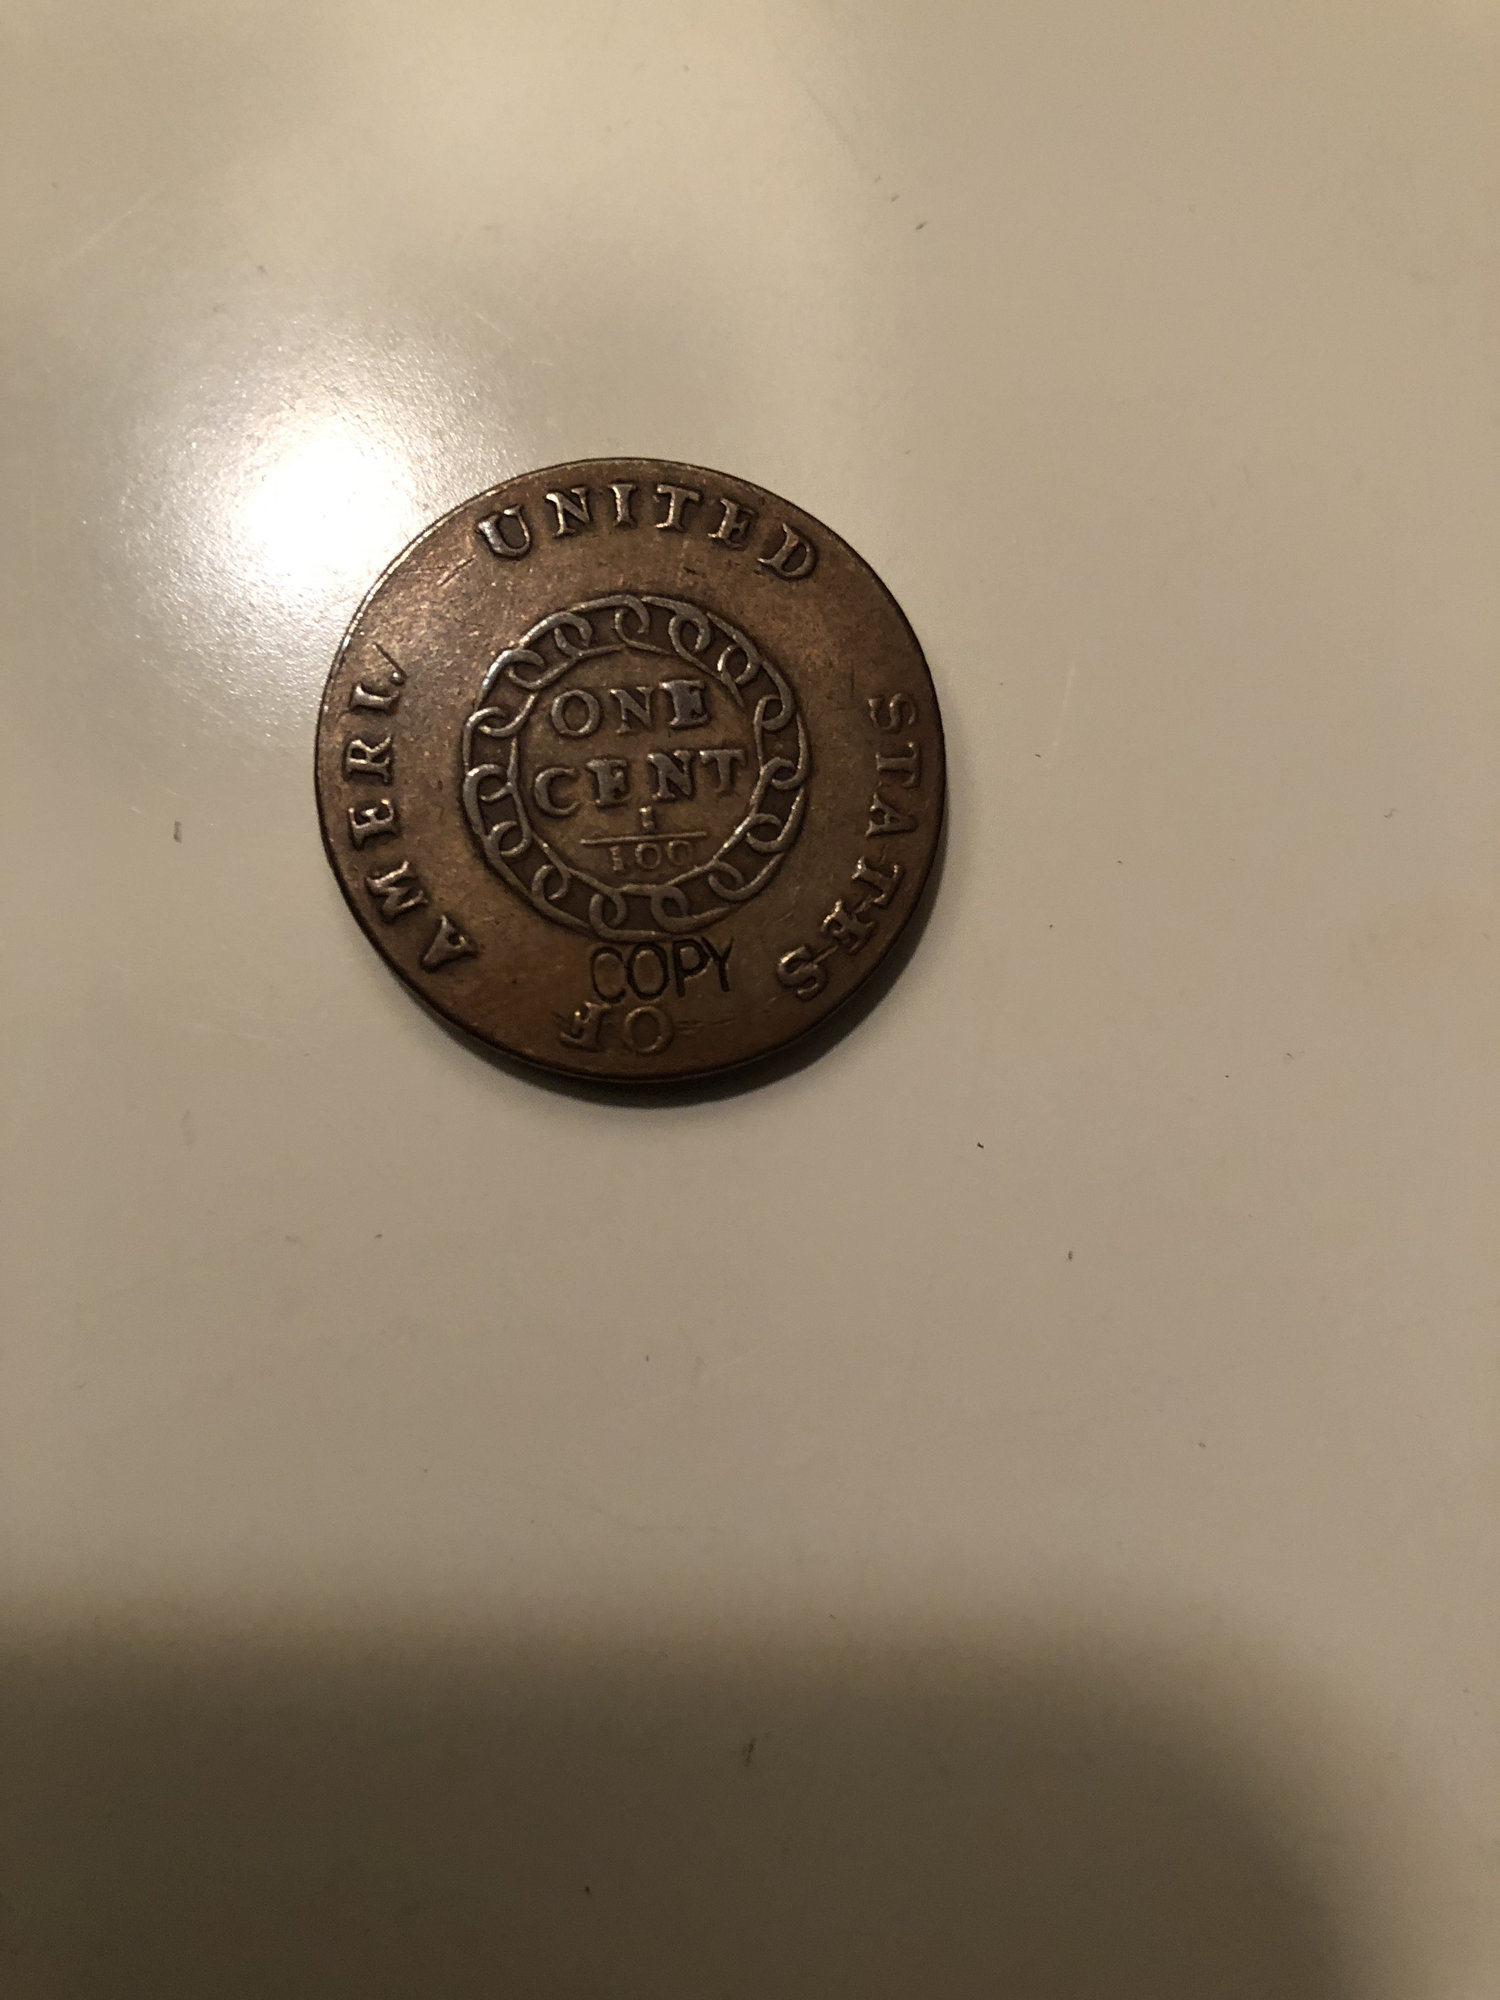 UNITED STATES OF AMERI.
ONE
CENT
1
100
COPY